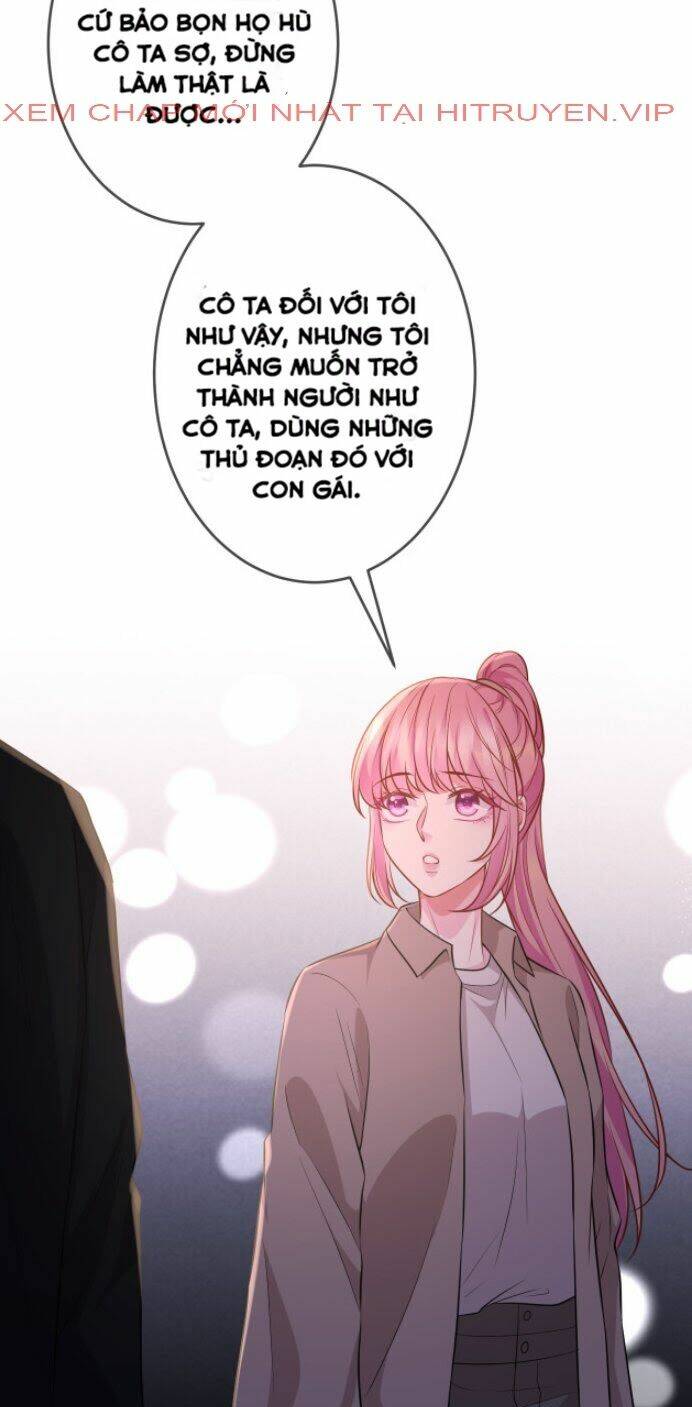 CỨ BẢO BỌN HỌ HÙ
CÔ TA SỢ, ĐỪNG
LÀM THẬT LÀ
XEM CHAP MỚI NHẤT TẠI HITRUYEN.VIP
ĐƯỢC...
CÔ TA ĐỐI VỚI TÔI
NHƯ VẬY, NHƯNG TÔI
CHẲNG MUỐN TRỞ
THÀNH NGƯỜI NHƯ
CÔ TA, DÙNG NHỮNG
THỦ ĐOẠN ĐÓ VỚI
CON GÁI.